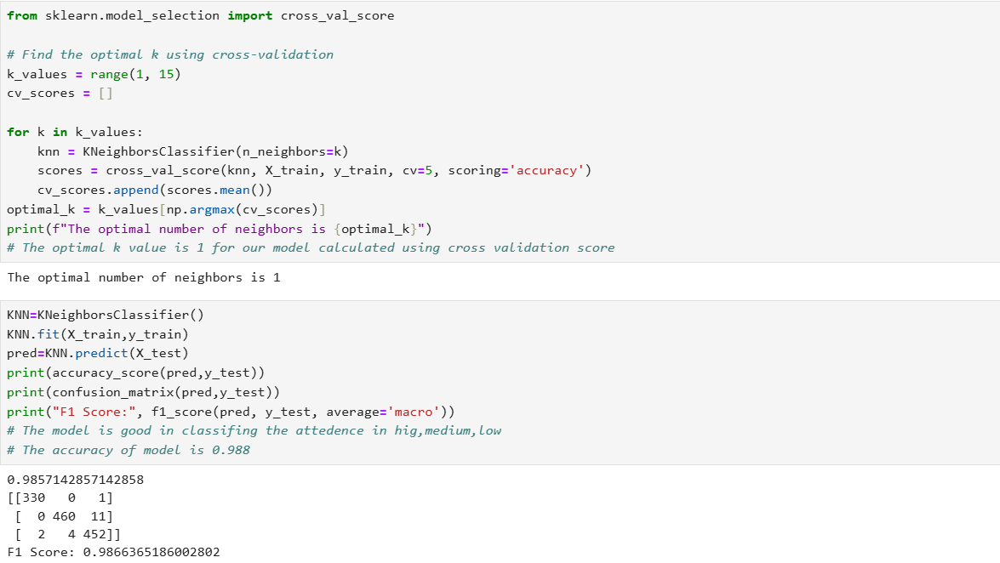 from sklearn.model_selection import cross_val_score
# Find the optimal k using cross-validation
k_values = range(1, 15)
cv_scores = []
for k in k_values:
    knn = KNeighborsClassifier(n_neighbors=k)
    scores = cross_val_score(knn, X_train, y_train, cv=5, scoring='accuracy')
    cv_scores.append(scores.mean())
optimal_k = k_values[np.argmax(cv_scores)]
print(f"The optimal number of neighbors is {optimal_k}")
# The optimal k value is 1 for our model calculated using cross validation score
The optimal number of neighbors is 1
KNN=KNeighborsClassifier()
KNN.fit(X_train,y_train)
pred=KNN.predict(X_test)
print(accuracy_score(pred,y_test))
print(confusion_matrix(pred,y_test))
print("F1 Score:", f1_score(pred, y_test, average='macro'))
# The model is good in classifing the attedence in hig,medium,low
# The accuracy of model is 0.988
0.9857142857142858
[[330   0   1]
 [  0 460  11]
 [  2   4 452]]
F1 Score: 0.9866365186002802